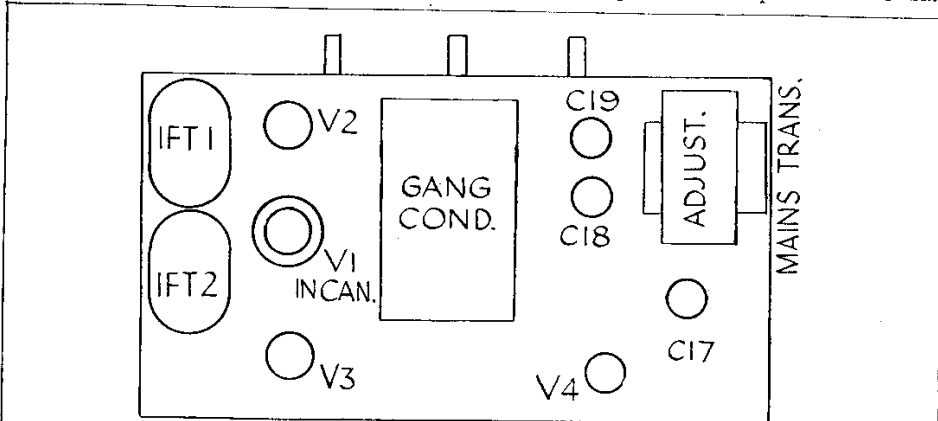 IFT1
V2
GANG
COND.
C19
C18
ADJUST.
MAINS TRANS.
IFT2
V1
IN CAN.
C17
V3
V4